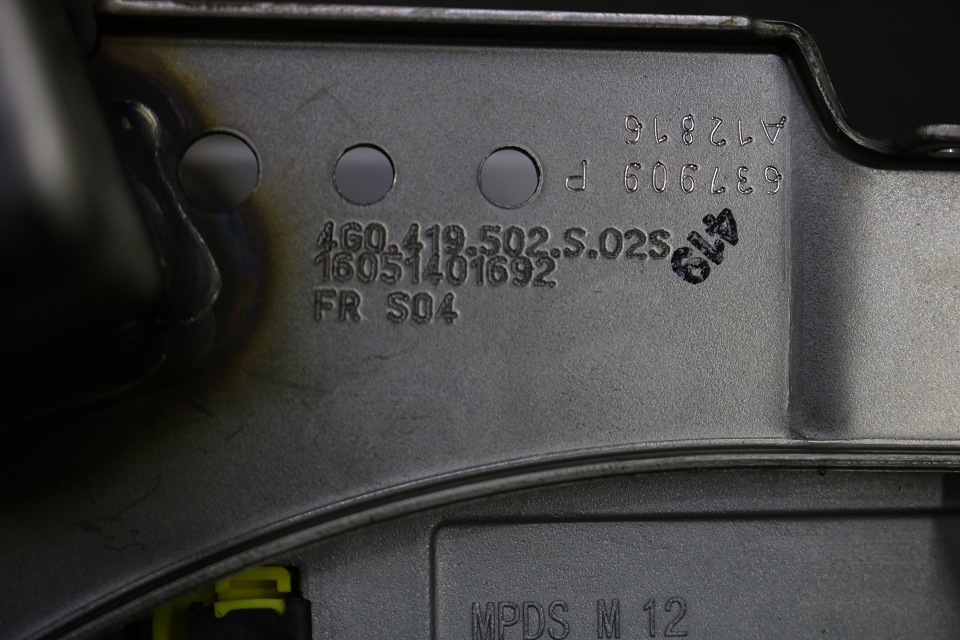 A12816
637909 P
4G0.419.502.S.02S
16051401692
FR S04
419
MPDS M 12